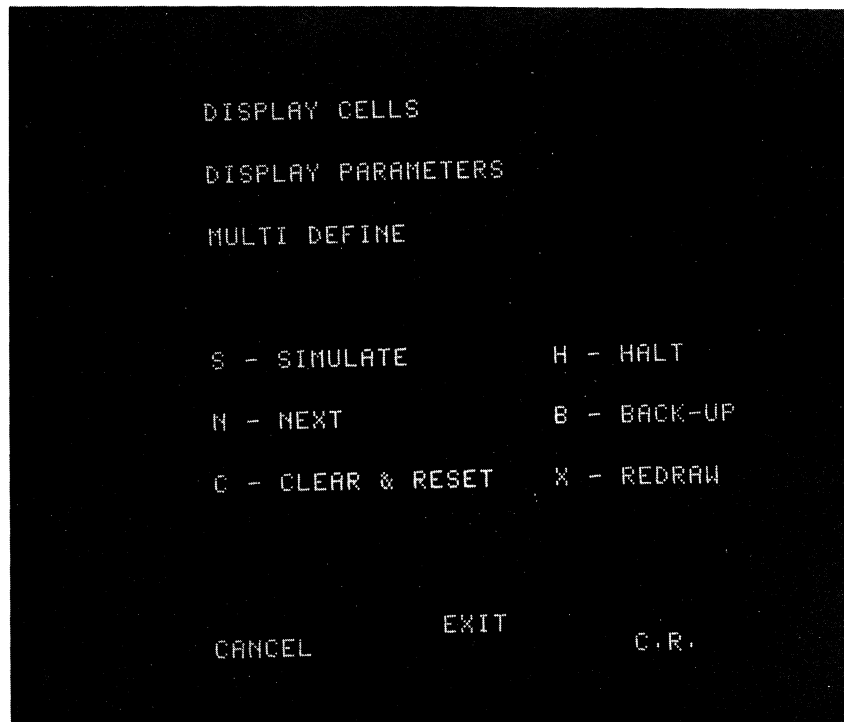 DISPLAY CELLS
DISPLAY PARAMETERS
MULTI DEFINE
S - SIMULATE H - HALT
N - NEXT B - BACK-UP
C - CLEAR & RESET X - REDRAW
EXIT
CANCEL C.R.